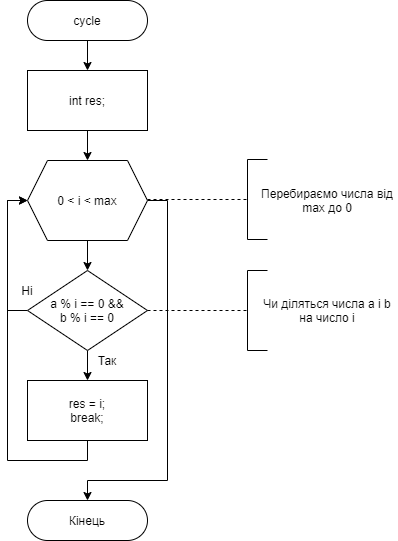 cycle
int res;
0 < i < max
Перебираємо числа від
max до 0
Ні
a % i == 0 &&
b % i == 0
Чи діляться числа a і b
на число і
Так
res = i;
break;
Кінець